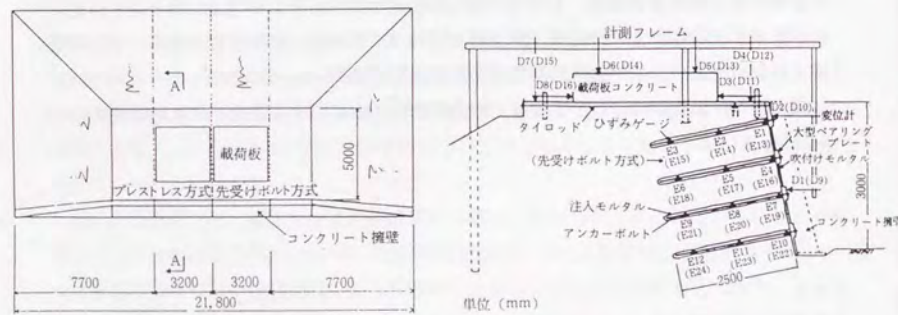 A
載荷板
プレストレス方式
先受けボルト方式
5000
コンクリート擁壁
A
7700
3200
3200
7700
21,800
単位(mm)
計測フレーム
D7(D15)
D8(D16)
D6(D14)
D5(D13)
D4(D12)
D3(D11)
載荷板コンクリート
タイロッド
ひずみゲージ
D2(D10)
変位計
大型ベアリング
プレート
吹付けモルタル
(先受けボルト方式)
E3
(E15)
E2
(E14)
E1
(E13)
E6
(E18)
E5
(E17)
E4
(E16)
D1(D9)
3000
注入モルタル
アンカーボルト
E9
(E21)
E8
(E20)
E7
(E19)
コンクリート擁壁
E12
(E24)
E11
(E23)
E10
(E22)
2500